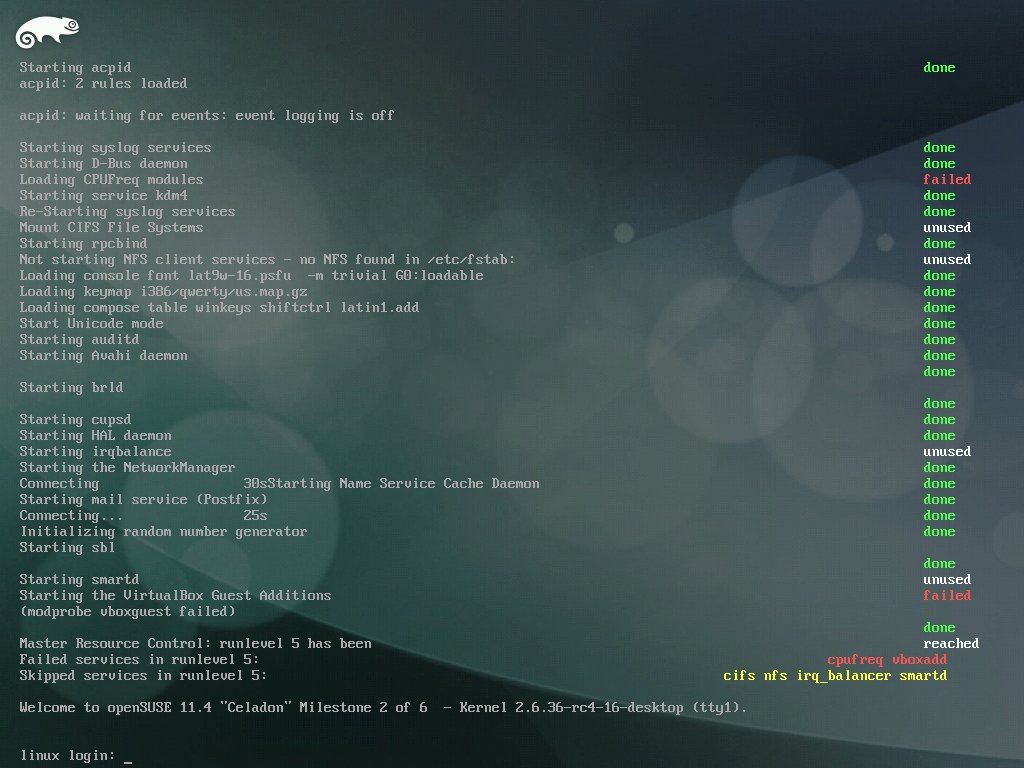 Starting acpid done
acpid: 2 rules loaded
acpid: waiting for events: event logging is off
Starting syslog services done
Starting D-Bus daemon done
Loading CPUFreq modules failed
Starting service kdm4 done
Re-Starting syslog services done
Mount CIFS File Systems unused
Starting rpcbind done
Not starting NFS client services - no NFS found in /etc/fstab: unused
Loading console font lat9w-16.psfu  -m trivial G0:loadable done
Loading keymap i386/qwerty/us.map.gz done
Loading compose table winkeys shiftctrl latin1.add done
Start Unicode mode done
Starting auditd done
Starting Avahi daemon done
done
Starting brld
done
Starting cupsd done
Starting HAL daemon done
Starting irqbalance unused
Starting the NetworkManager done
Connecting 30sStarting Name Service Cache Daemon done
Starting mail service (Postfix) done
Connecting... 25s done
Initializing random number generator done
Starting sbl
done
Starting smartd unused
Starting the VirtualBox Guest Additions failed
(modprobe vboxguest failed)
done
Master Resource Control: runlevel 5 has been reached
Failed services in runlevel 5: cpufreq vboxadd
Skipped services in runlevel 5: cifs nfs irq_balancer smartd
Welcome to openSUSE 11.4 "Celadon" Milestone 2 of 6  - Kernel 2.6.36-rc4-16-desktop (tty1).
linux login: _